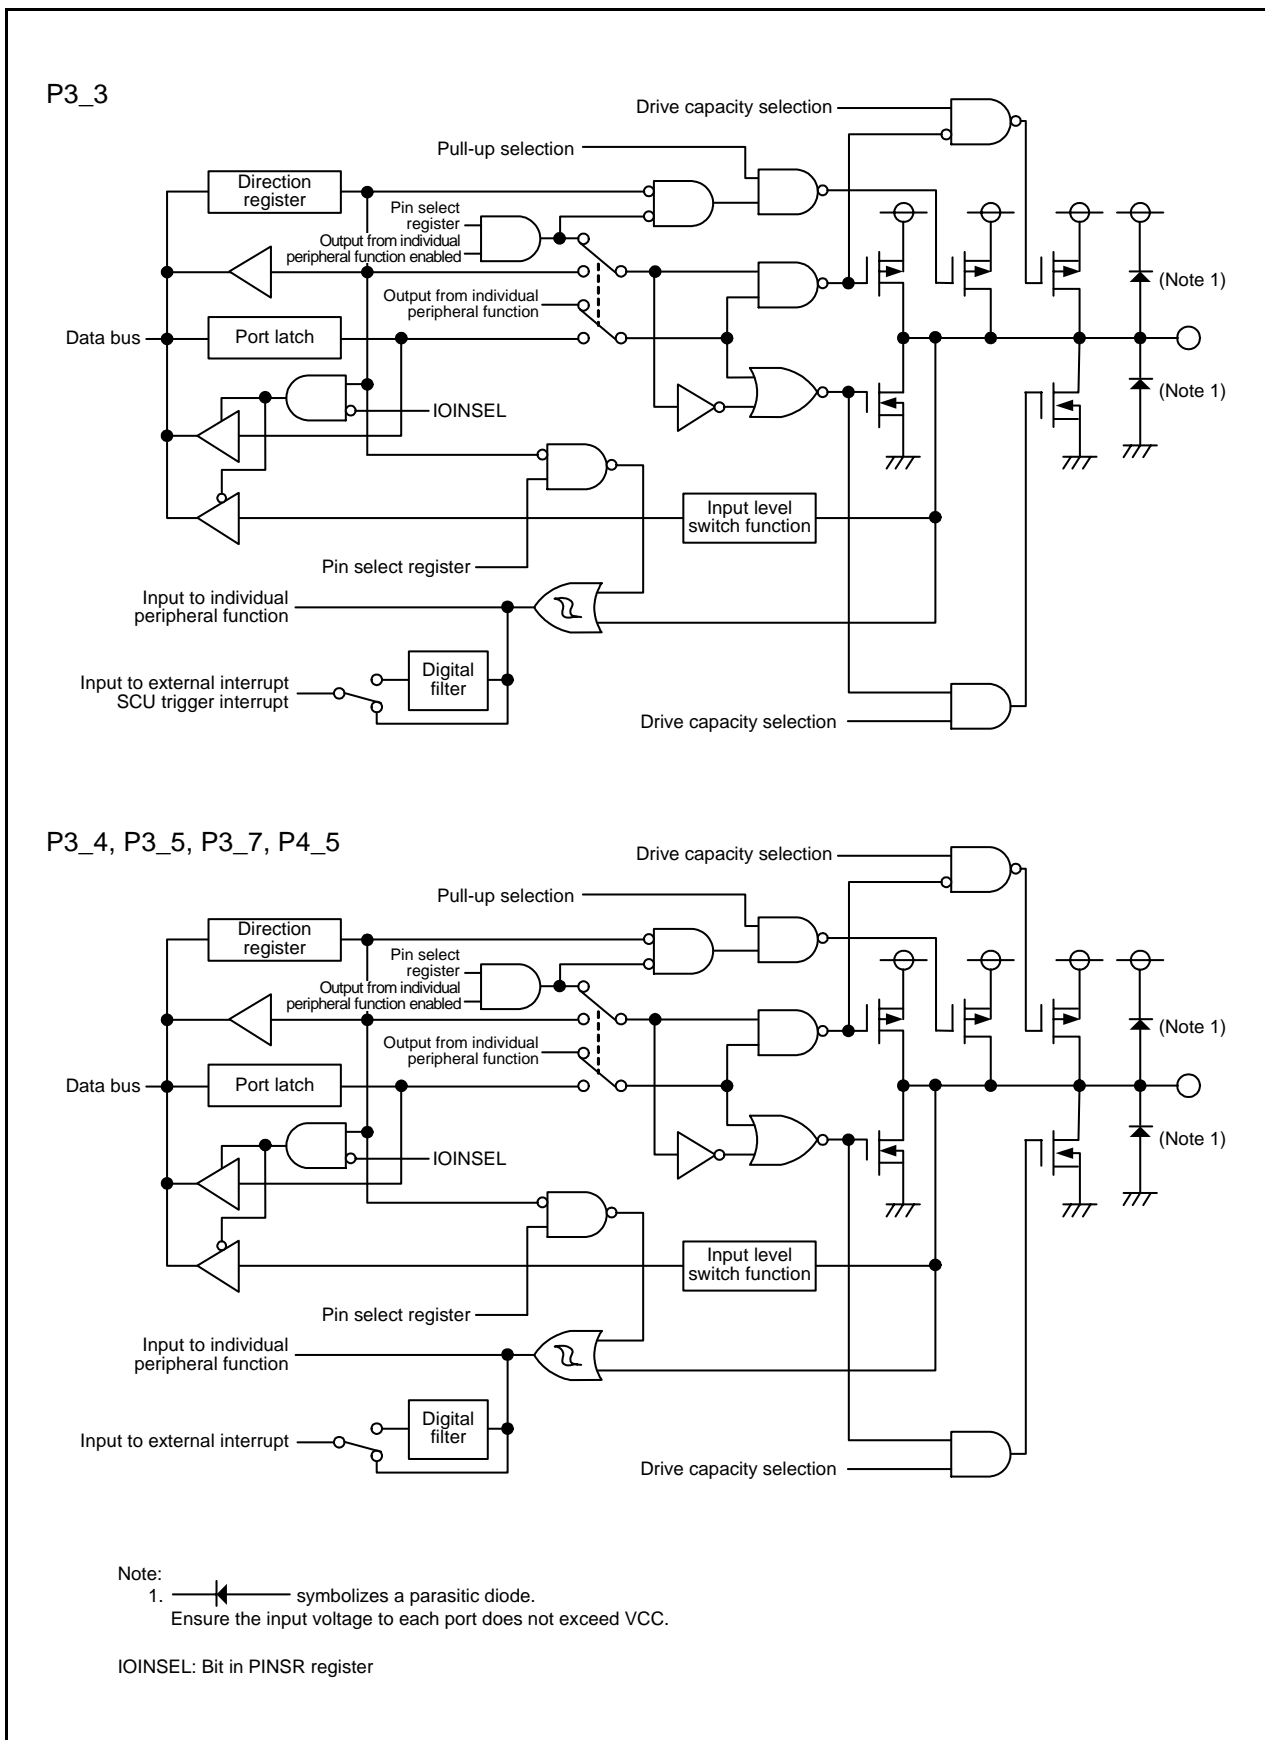 P3_3
Drive capacity selection
Pull-up selection
Direction
register
Pin select
register
Output from individual
peripheral function enabled
(Note 1)
Output from individual
peripheral function
Data bus
Port latch
(Note 1)
IOINSEL
Input level
switch function
Pin select register
Input to individual
peripheral function
Digital
filter
Input to external interrupt
SCU trigger interrupt
Drive capacity selection
P3_4, P3_5, P3_7, P4_5
Drive capacity selection
Pull-up selection
Direction
register
Pin select
register
Output from individual
peripheral function enabled
(Note 1)
Output from individual
peripheral function
Data bus
Port latch
(Note 1)
IOINSEL
Input level
switch function
Pin select register
Input to individual
peripheral function
Digital
filter
Input to external interrupt
Drive capacity selection
Note:
1. symbolizes a parasitic diode.
Ensure the input voltage to each port does not exceed VCC.
IOINSEL: Bit in PINSR register